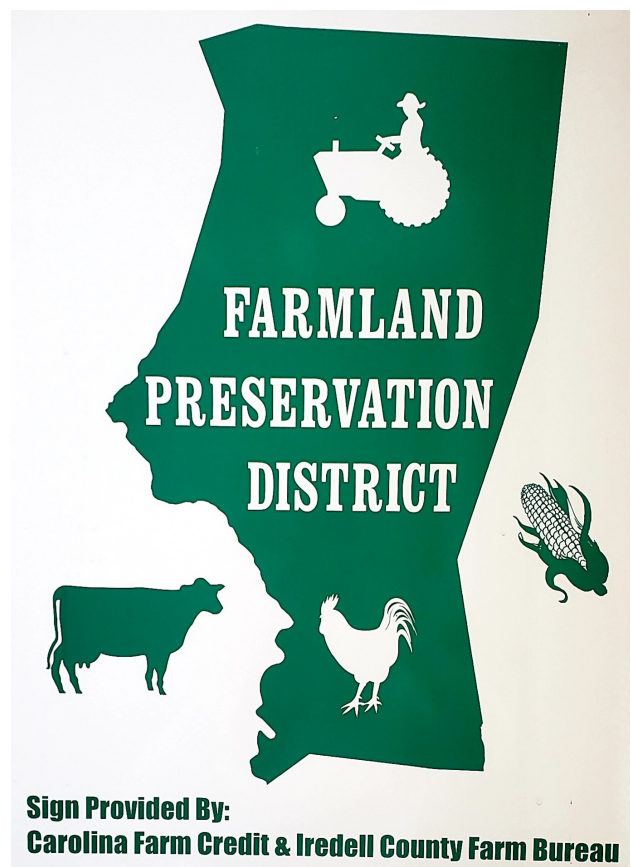 FARMLAND
PRESERVATION
DISTRICT
Sign Provided By:
Carolina Farm Credit & Iredell County Farm Bureau